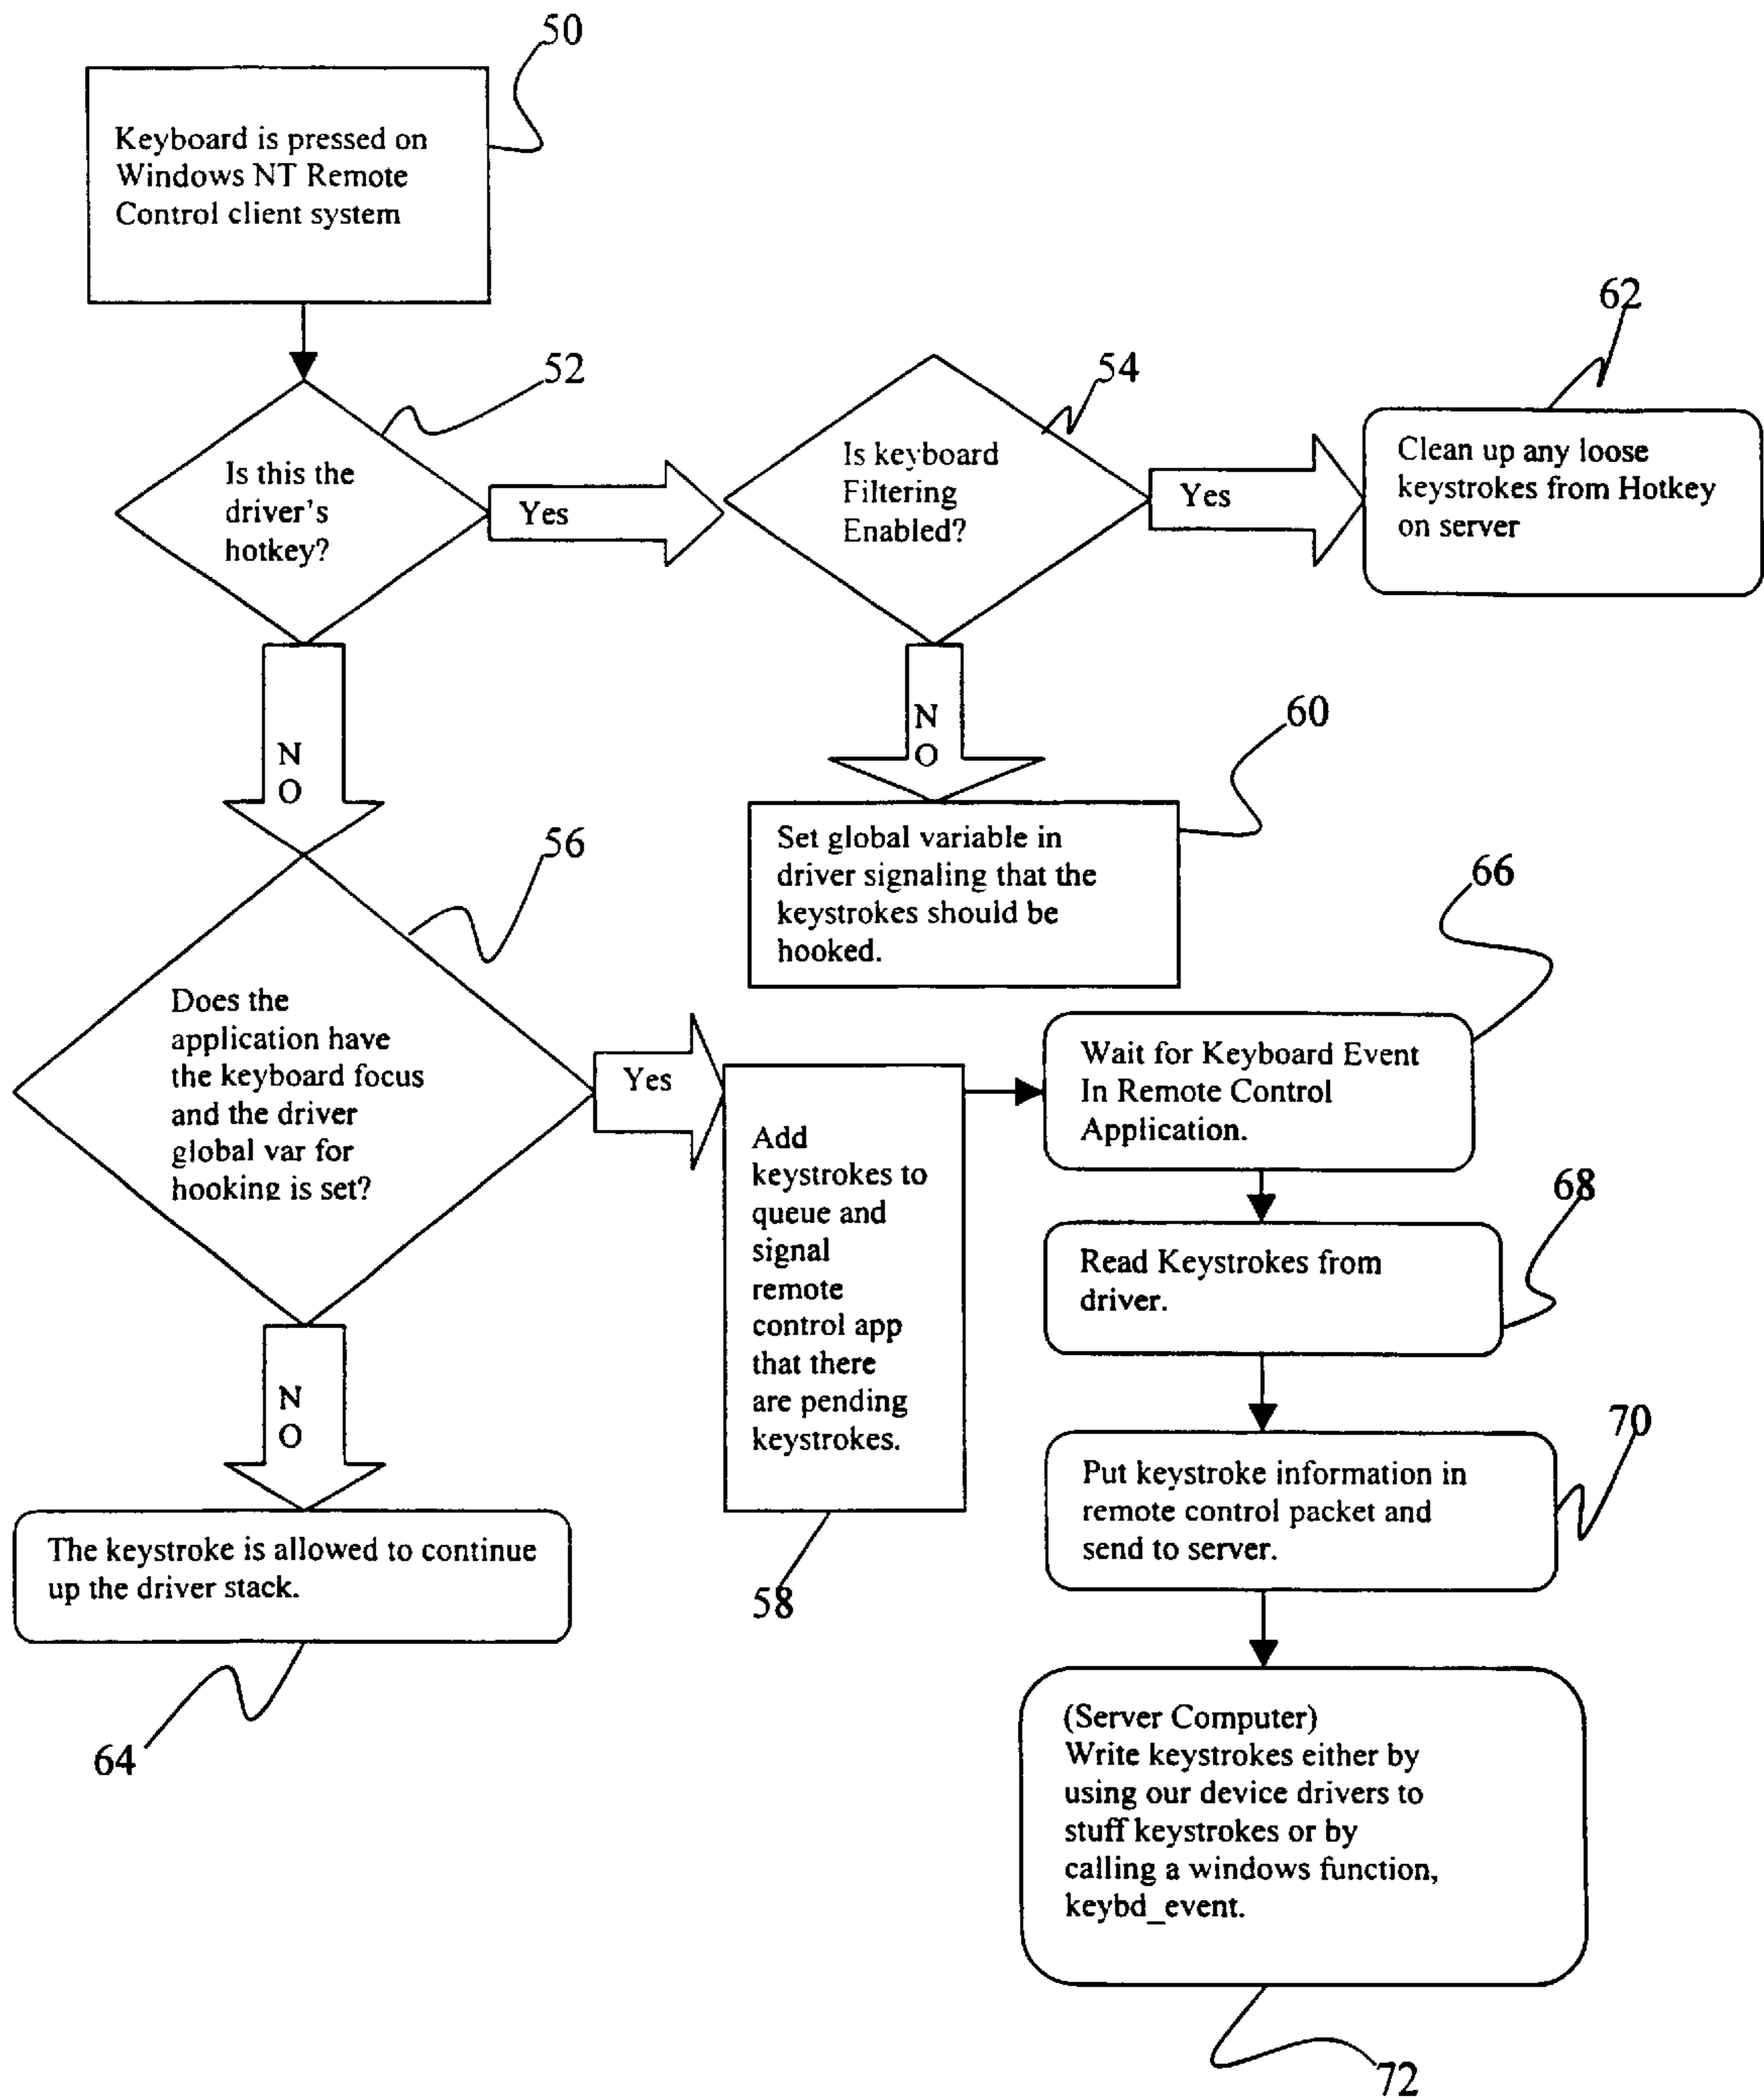 50
Keyboard is pressed on
Windows NT Remote
Control client system
52
Is this the
driver's
hotkey?
Yes
54
Is keyboard
Filtering
Enabled?
Yes
62
Clean up any loose
keystrokes from Hotkey
on server
N
O
N
O
60
Set global variable in
driver signaling that the
keystrokes should be
hooked.
56
Does the
application have
the keyboard focus
and the driver
global var for
hooking is set?
Yes
Add
keystrokes to
queue and
signal
remote
control app
that there
are pending
keystrokes.
58
66
Wait for Keyboard Event
In Remote Control
Application.
68
Read Keystrokes from
driver.
N
O
The keystroke is allowed to continue
up the driver stack.
64
70
Put keystroke information in
remote control packet and
send to server.
(Server Computer)
Write keystrokes either by
using our device drivers to
stuff keystrokes or by
calling a windows function,
keybd_event.
72